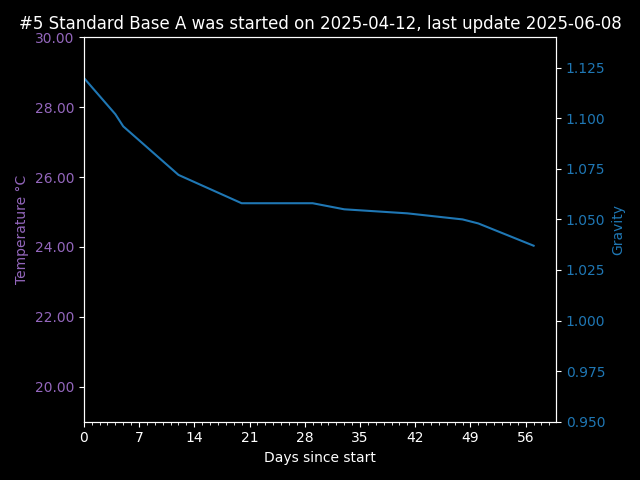 #5 Standard Base A was started on 2025-04-12, last update 2025-06-08
30.00
28.00
26.00
24.00
22.00
20.00
Temperature °C
1.125
1.100
1.075
1.050
1.025
1.000
0.975
0.950
Gravity
0 7 14 21 28 35 42 49 56
Days since start